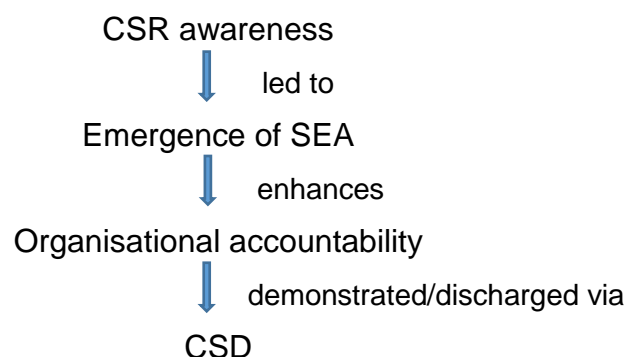 CSR awareness
led to
Emergence of SEA
enhances
Organisational accountability
demonstrated/discharged via
CSD